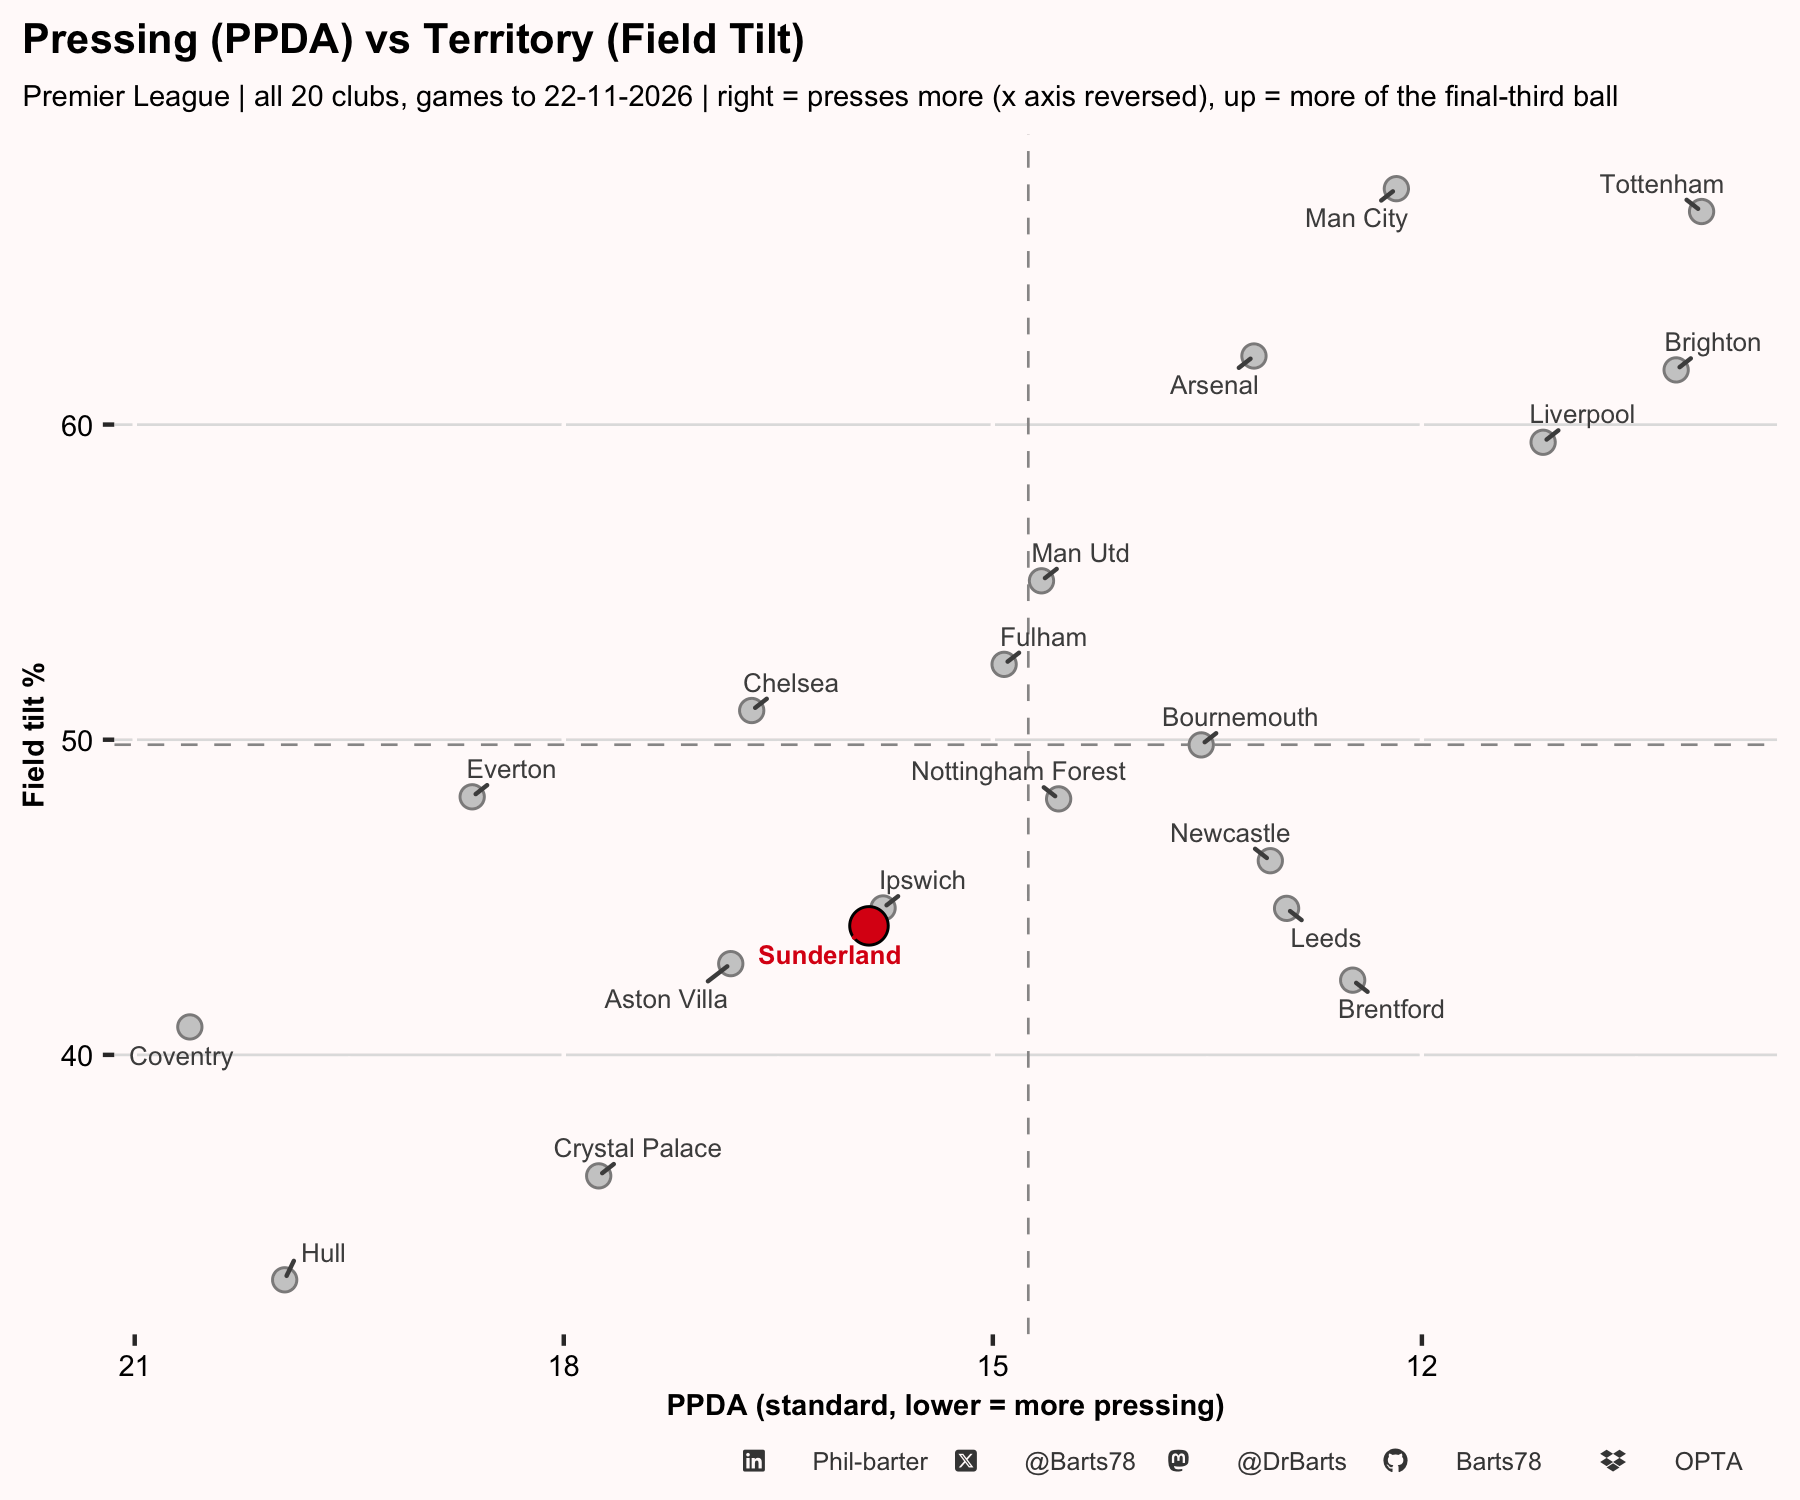 Pressing (PPDA) vs Territory (Field Tilt)
Premier League | all 20 clubs, games to 22-11-2026 | right = presses more (x axis reversed), up = more of the final-third ball
Tottenham
Man City
Brighton
Arsenal
Liverpool
60
Man Utd
Fulham
Chelsea
Bournemouth
50
Everton
Nottingham Forest
Field tilt %
Newcastle
Ipswich
Leeds
Sunderland
Aston Villa
Brentford
Coventry
40
Crystal Palace
Hull
21 18 15 12
PPDA (standard, lower = more pressing)
Phil-barter @Barts78 @DrBarts Barts78 OPTA